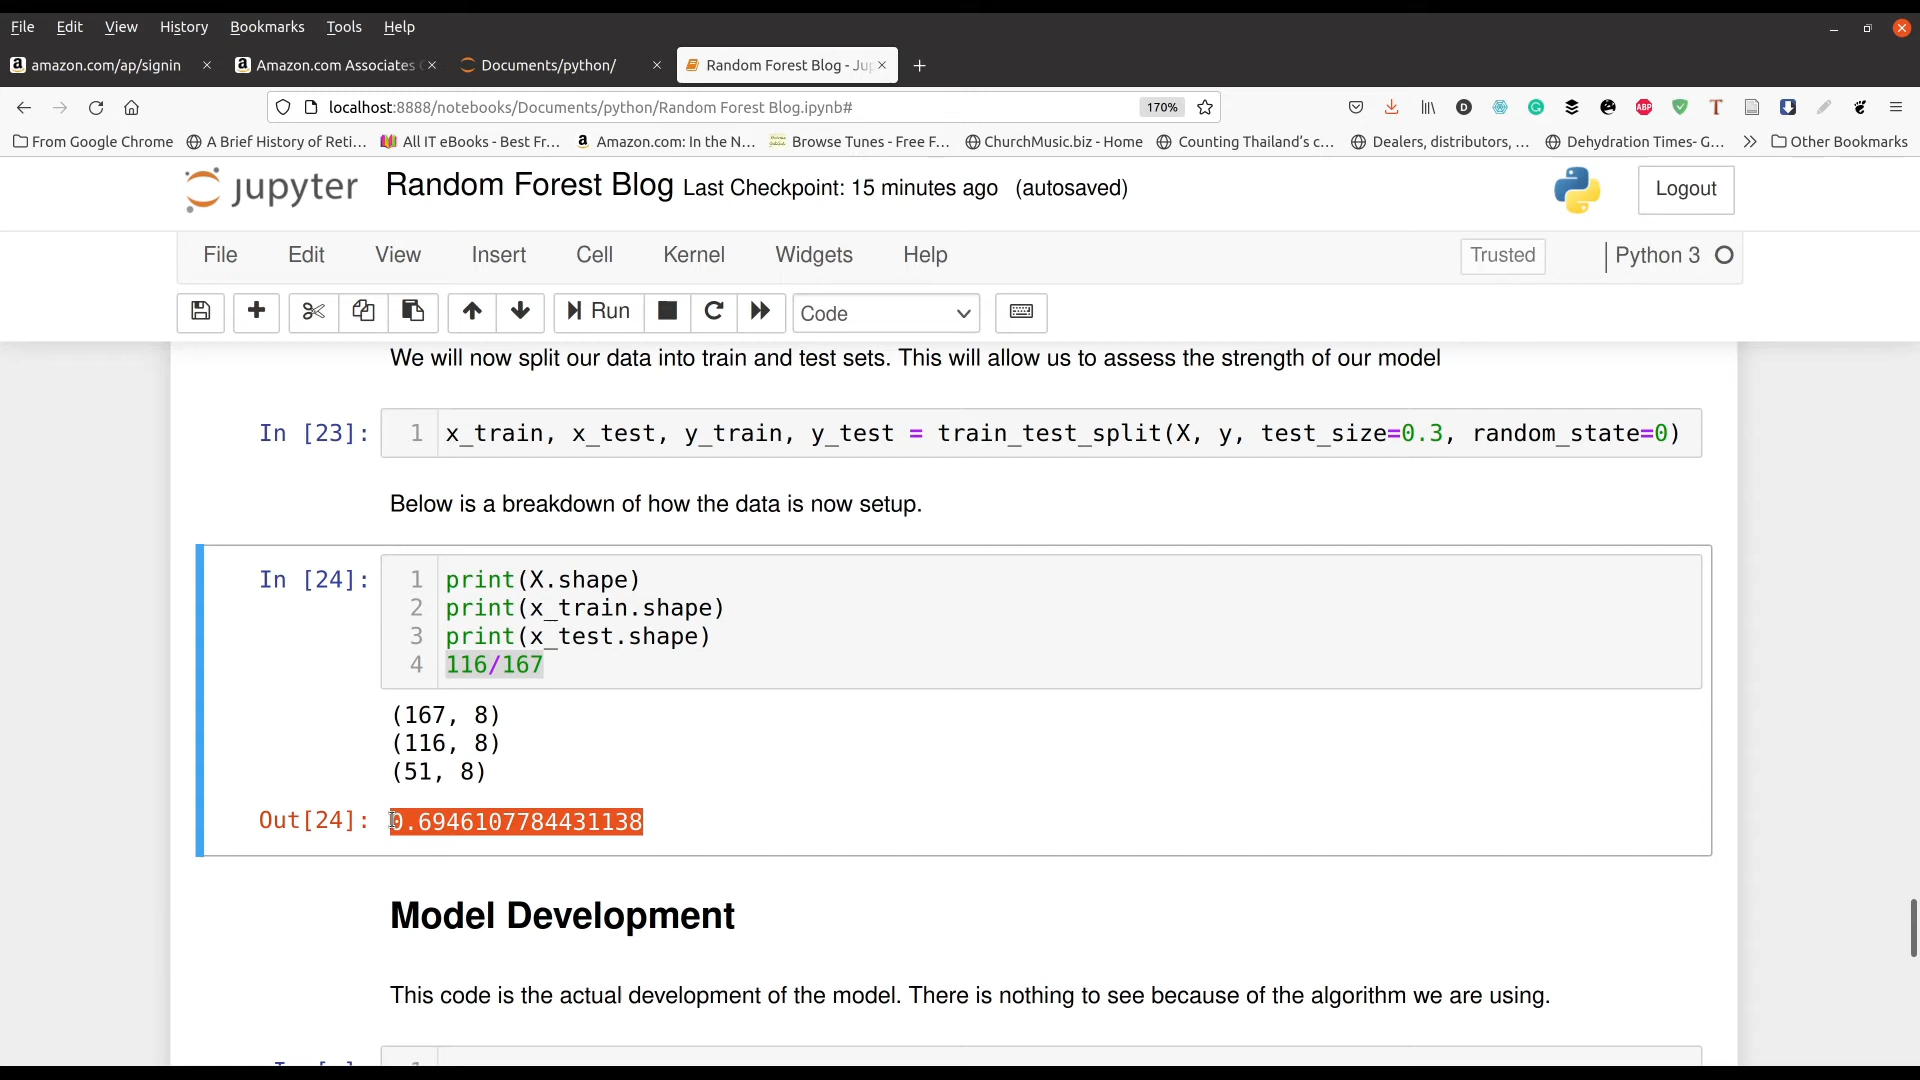 File Edit View History Bookmarks Tools Help
amazon.com/ap/signin Amazon.com Associates Documents/python/ Random Forest Blog - Jup
localhost:8888/notebooks/Documents/python/Random Forest Blog.ipynb# 170%
From Google Chrome A Brief History of Reti... All IT eBooks - Best Fr... Amazon.com: In the N... Browse Tunes - Free F... ChurchMusic.biz - Home Counting Thailand's c... Dealers, distributors, ... Dehydration Times- G... Other Bookmarks
jupyter Random Forest Blog Last Checkpoint: 15 minutes ago (autosaved) Logout
File Edit View Insert Cell Kernel Widgets Help Trusted Python 3
Run Code
We will now split our data into train and test sets. This will allow us to assess the strength of our model
In [23]: 1 x_train, x_test, y_train, y_test = train_test_split(X, y, test_size=0.3, random_state=0)
Below is a breakdown of how the data is now setup.
In [24]: 1 print(X.shape)
2 print(x_train.shape)
3 print(x_test.shape)
4 116/167
(167, 8)
(116, 8)
(51, 8)
Out[24]: 0.6946107784431138
Model Development
This code is the actual development of the model. There is nothing to see because of the algorithm we are using.